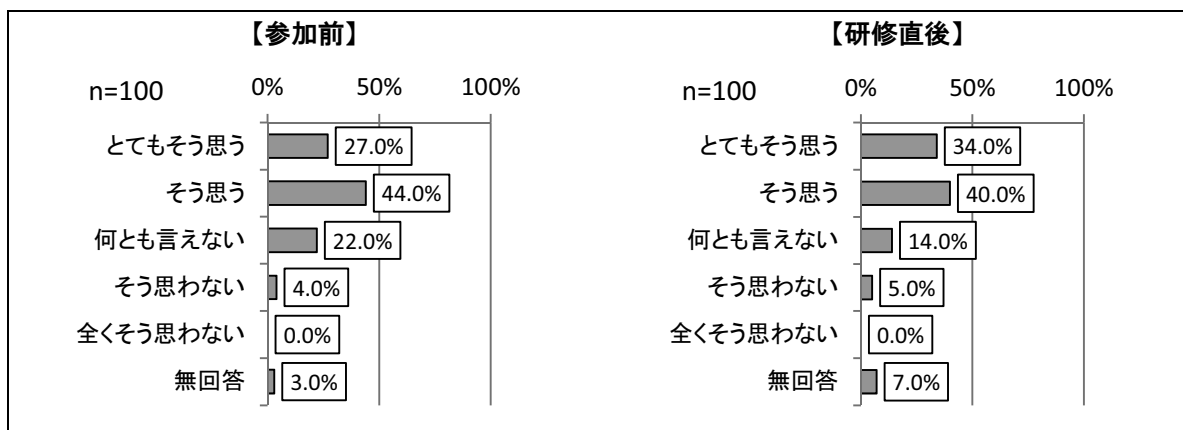 【参加前】
n=100
0% 50% 100%
とてもそう思う 27.0%
そう思う 44.0%
何とも言えない 22.0%
そう思わない 4.0%
全くそう思わない 0.0%
無回答 3.0%
【研修直後】
n=100
0% 50% 100%
とてもそう思う 34.0%
そう思う 40.0%
何とも言えない 14.0%
そう思わない 5.0%
全くそう思わない 0.0%
無回答 7.0%